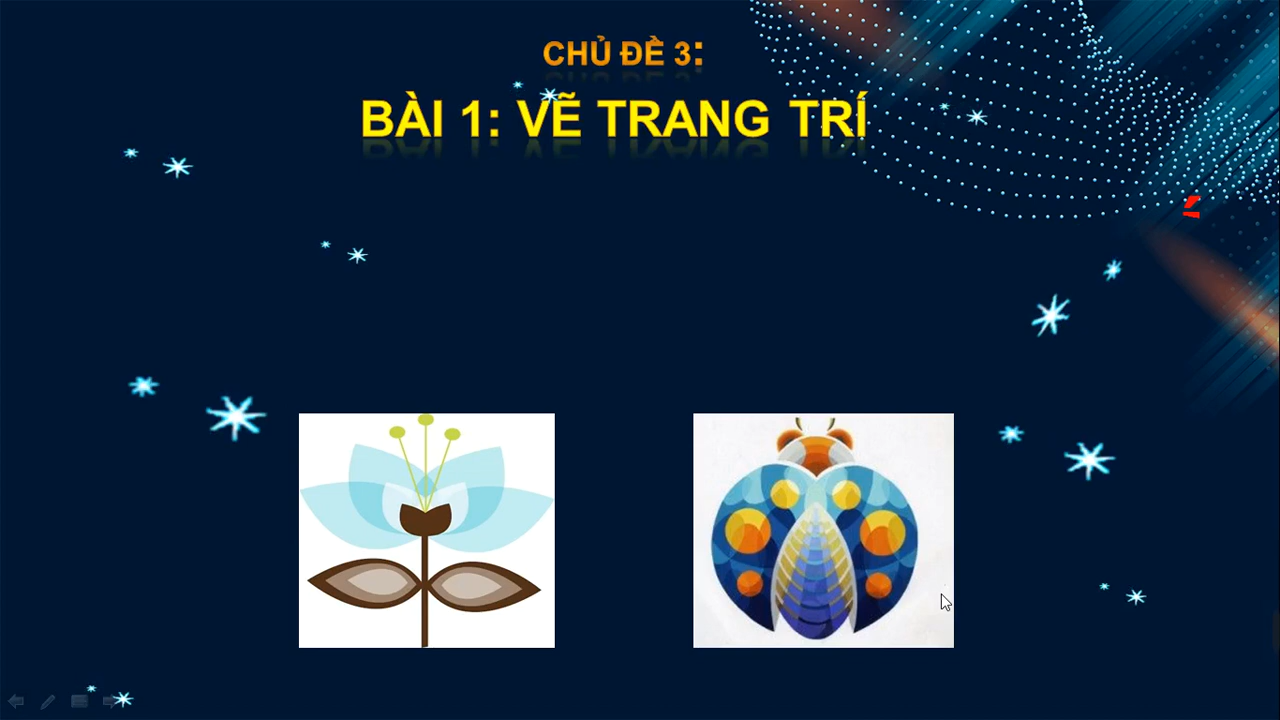 CHỦ ĐỀ 3:
BÀI 1: VẼ TRANG TRÍ